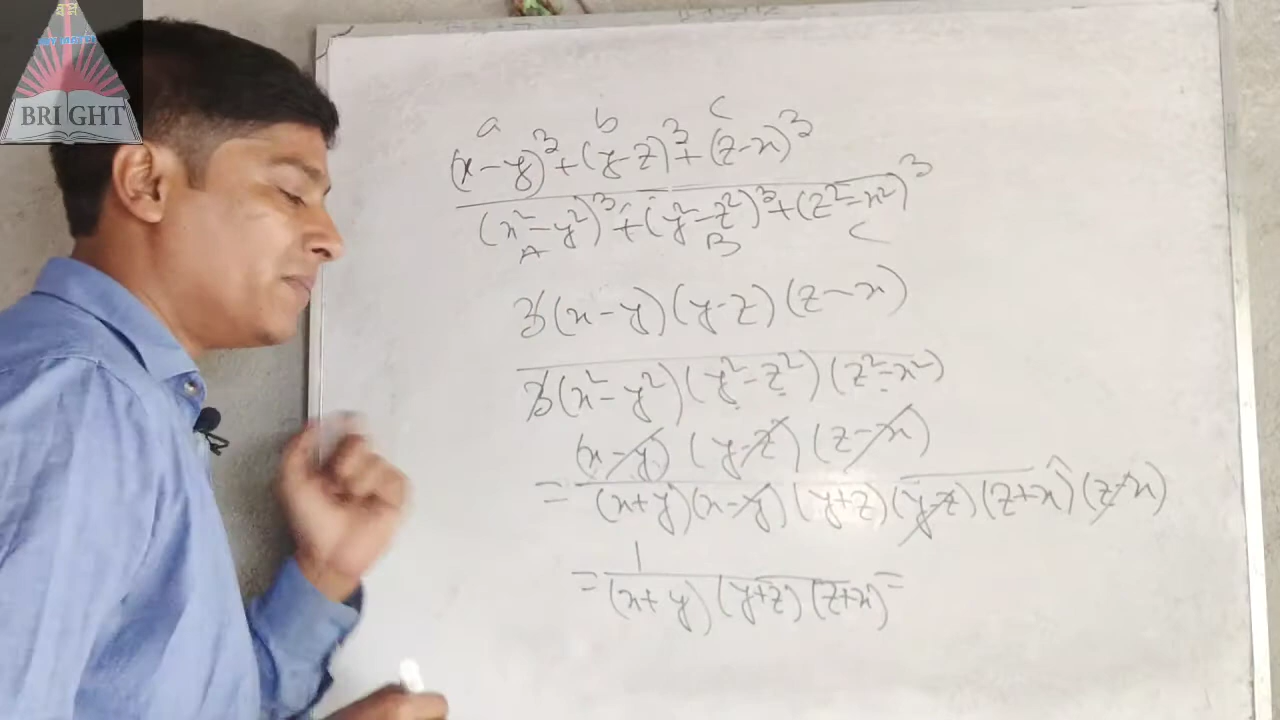 BRIGHT
a b c
(x-y)³+(y-z)³+(z-x)³
(x²-y²)³+(y²-z²)³+(z²-x²)³
A B C
3(x-y)(y-z)(z-x)
3(x²-y²)(y²-z²)(z²-x²)
(x-y)(y-z)(z-x)
=
(x+y)(x-y)(y+z)(y-z)(z+x)(z-x)
1
= =
(x+y)(y+z)(z+x)